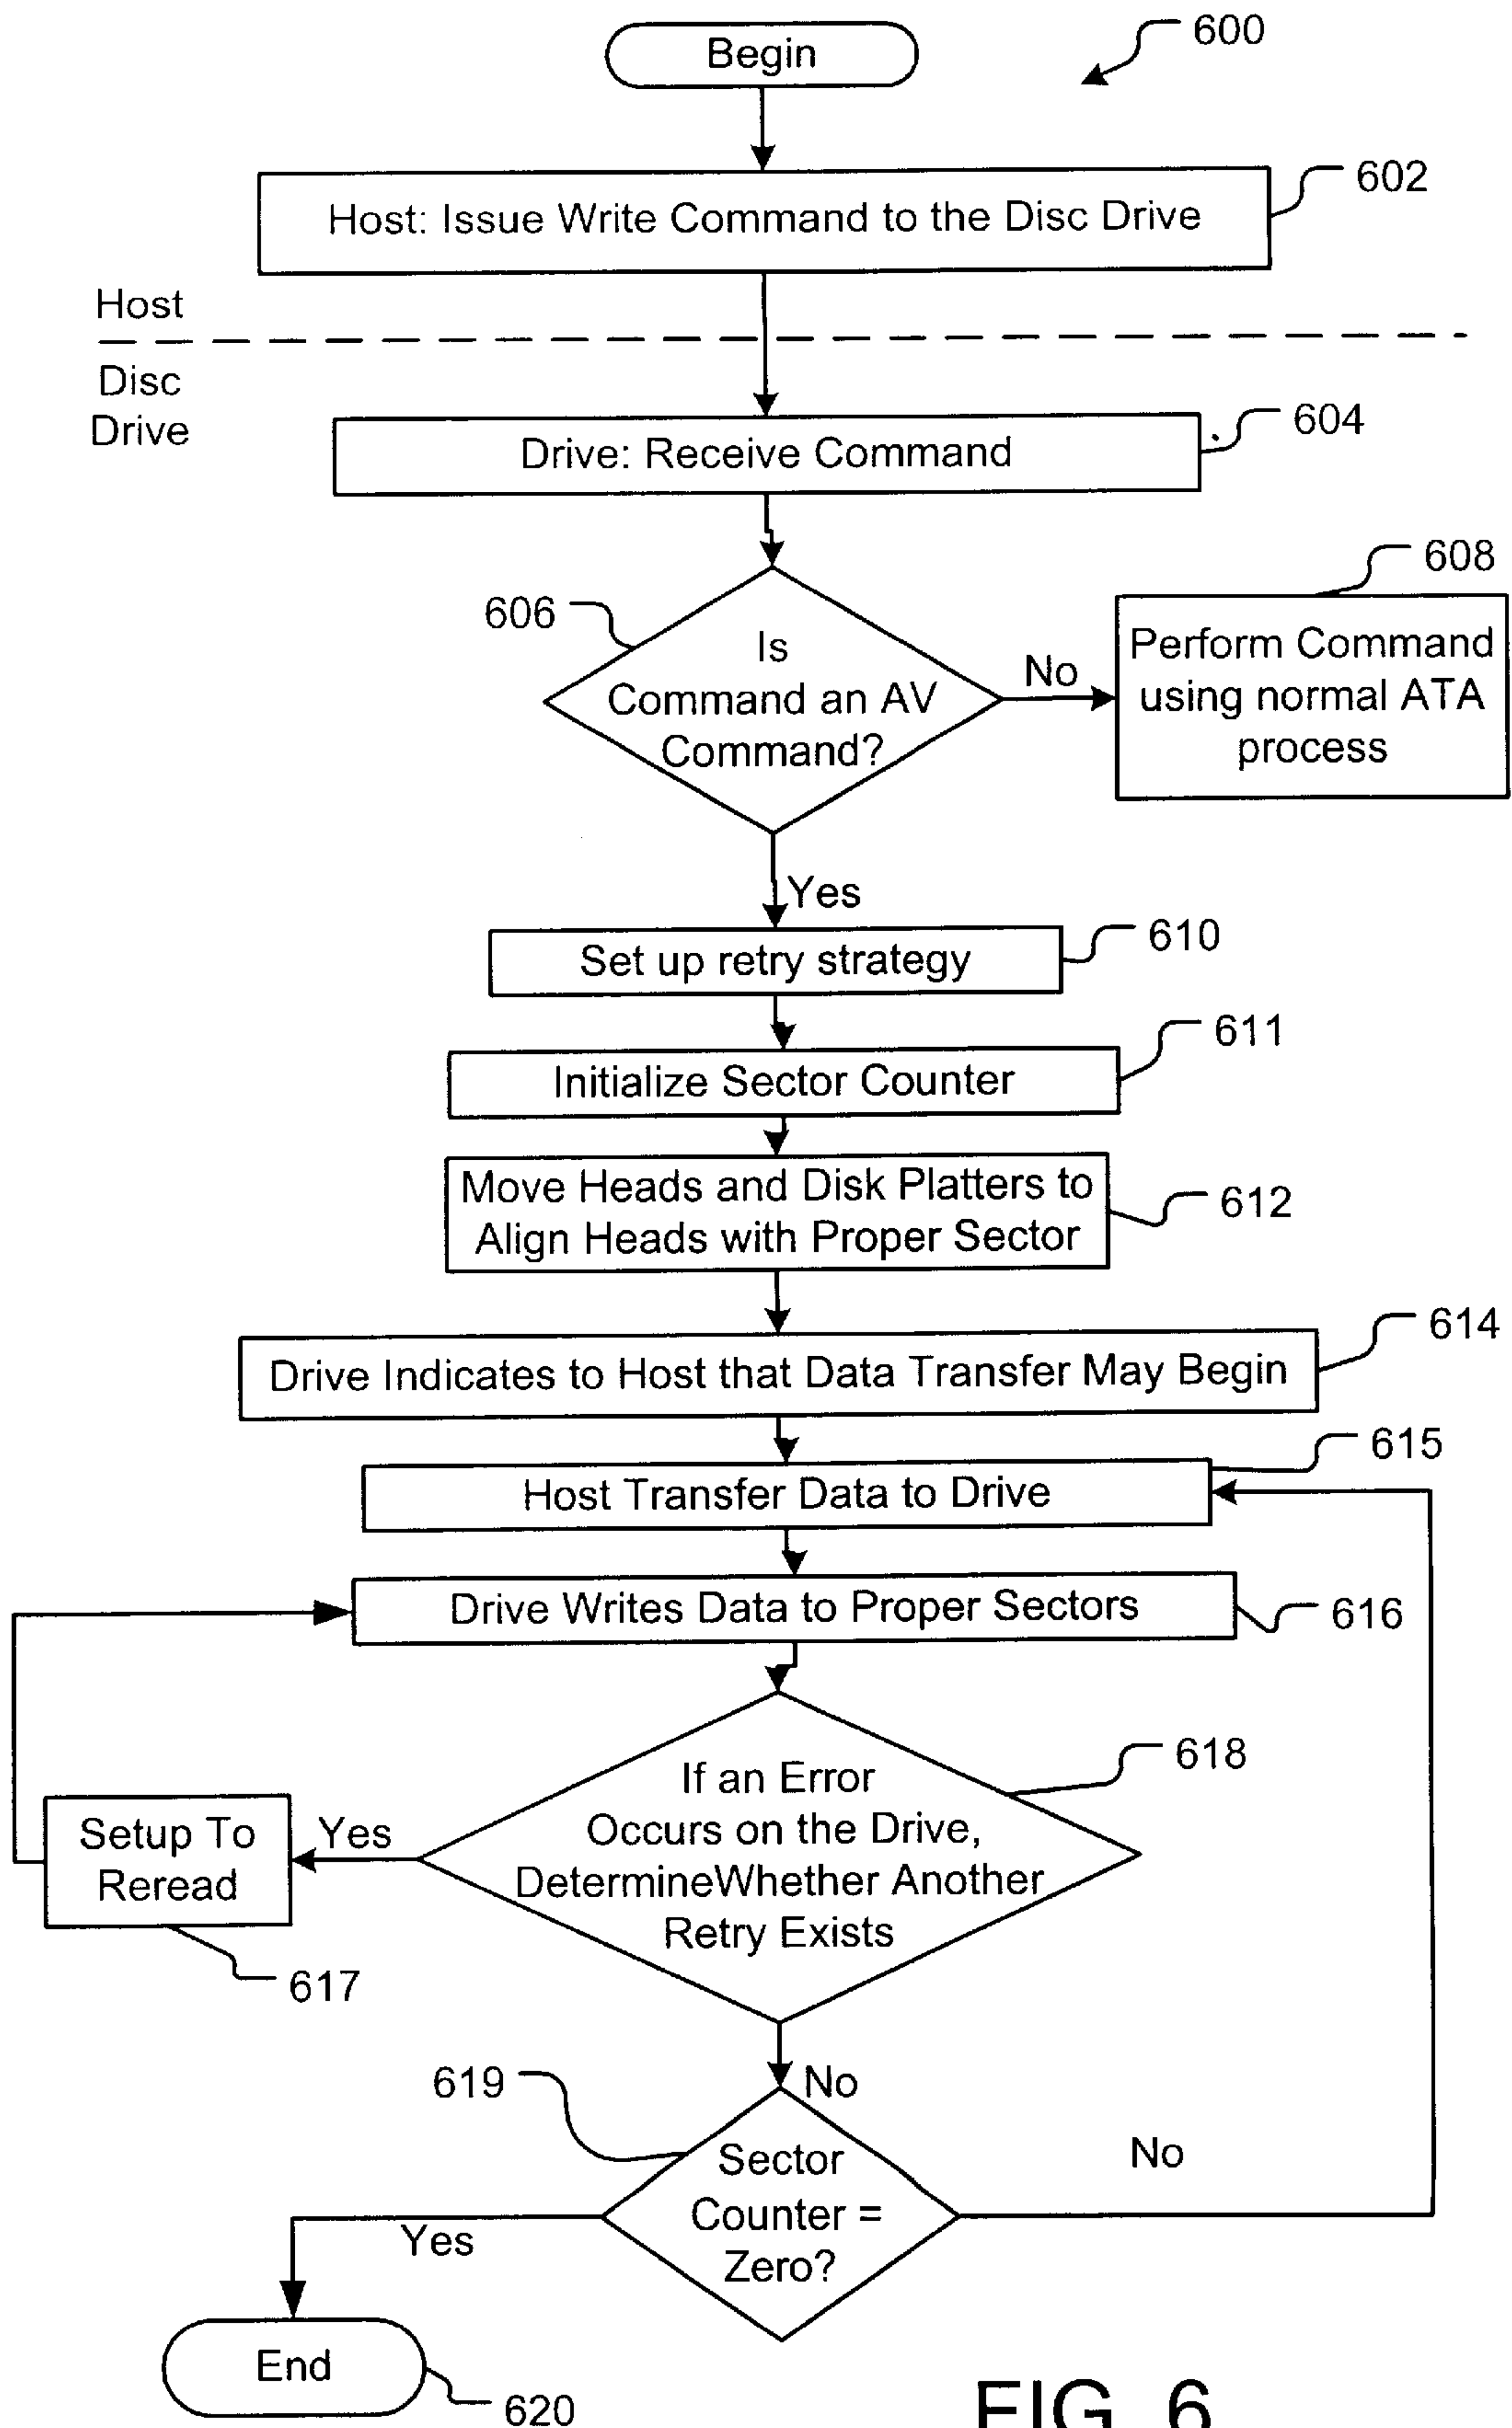 Begin
600
Host: Issue Write Command to the Disc Drive
602
Host
Disc
Drive
Drive: Receive Command
604
606
Is
Command an AV
Command?
No
608
Perform Command
using normal ATA
process
Yes
Set up retry strategy
610
Initialize Sector Counter
611
Move Heads and Disk Platters to
Align Heads with Proper Sector
612
Drive Indicates to Host that Data Transfer May Begin
614
Host Transfer Data to Drive
615
Drive Writes Data to Proper Sectors
616
If an Error
Occurs on the Drive,
DetermineWhether Another
Retry Exists
618
Yes
Setup To
Reread
617
No
619
Sector
Counter =
Zero?
No
Yes
End
620
FIG. 6